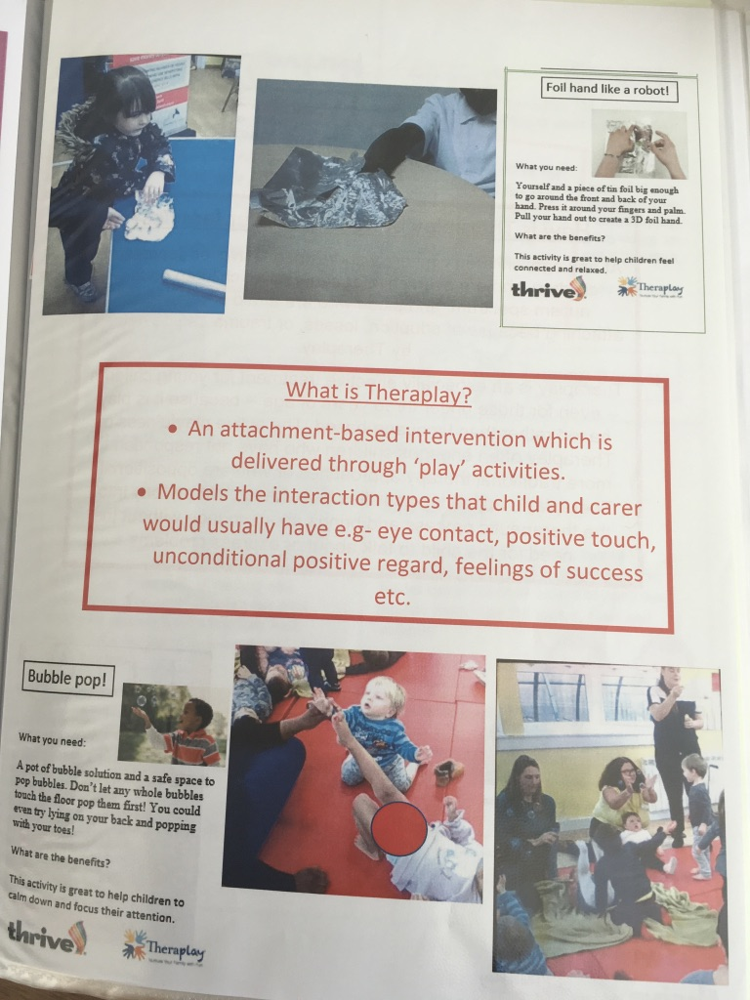 Foil hand like a robot!
What you need:
Yourself and a piece of tin foil big enough
to go around the front and back of your
hand. Press it around your fingers and palm.
Pull your hand out to create a 3D foil hand.
What are the benefits?
This activity is great to help children feel
connected and relaxed.
thrive
Theraplay
What is Theraplay?
• An attachment-based intervention which is
delivered through ‘play’ activities.
• Models the interaction types that child and carer
would usually have e.g- eye contact, positive touch,
unconditional positive regard, feelings of success
etc.
Bubble pop!
What you need:
A pot of bubble solution and a safe space to
pop bubbles. Don't let any whole bubbles
touch the floor pop them first! You could
even try lying on your back and popping
with your toes!
What are the benefits?
This activity is great to help children to
calm down and focus their attention.
thrive
Theraplay